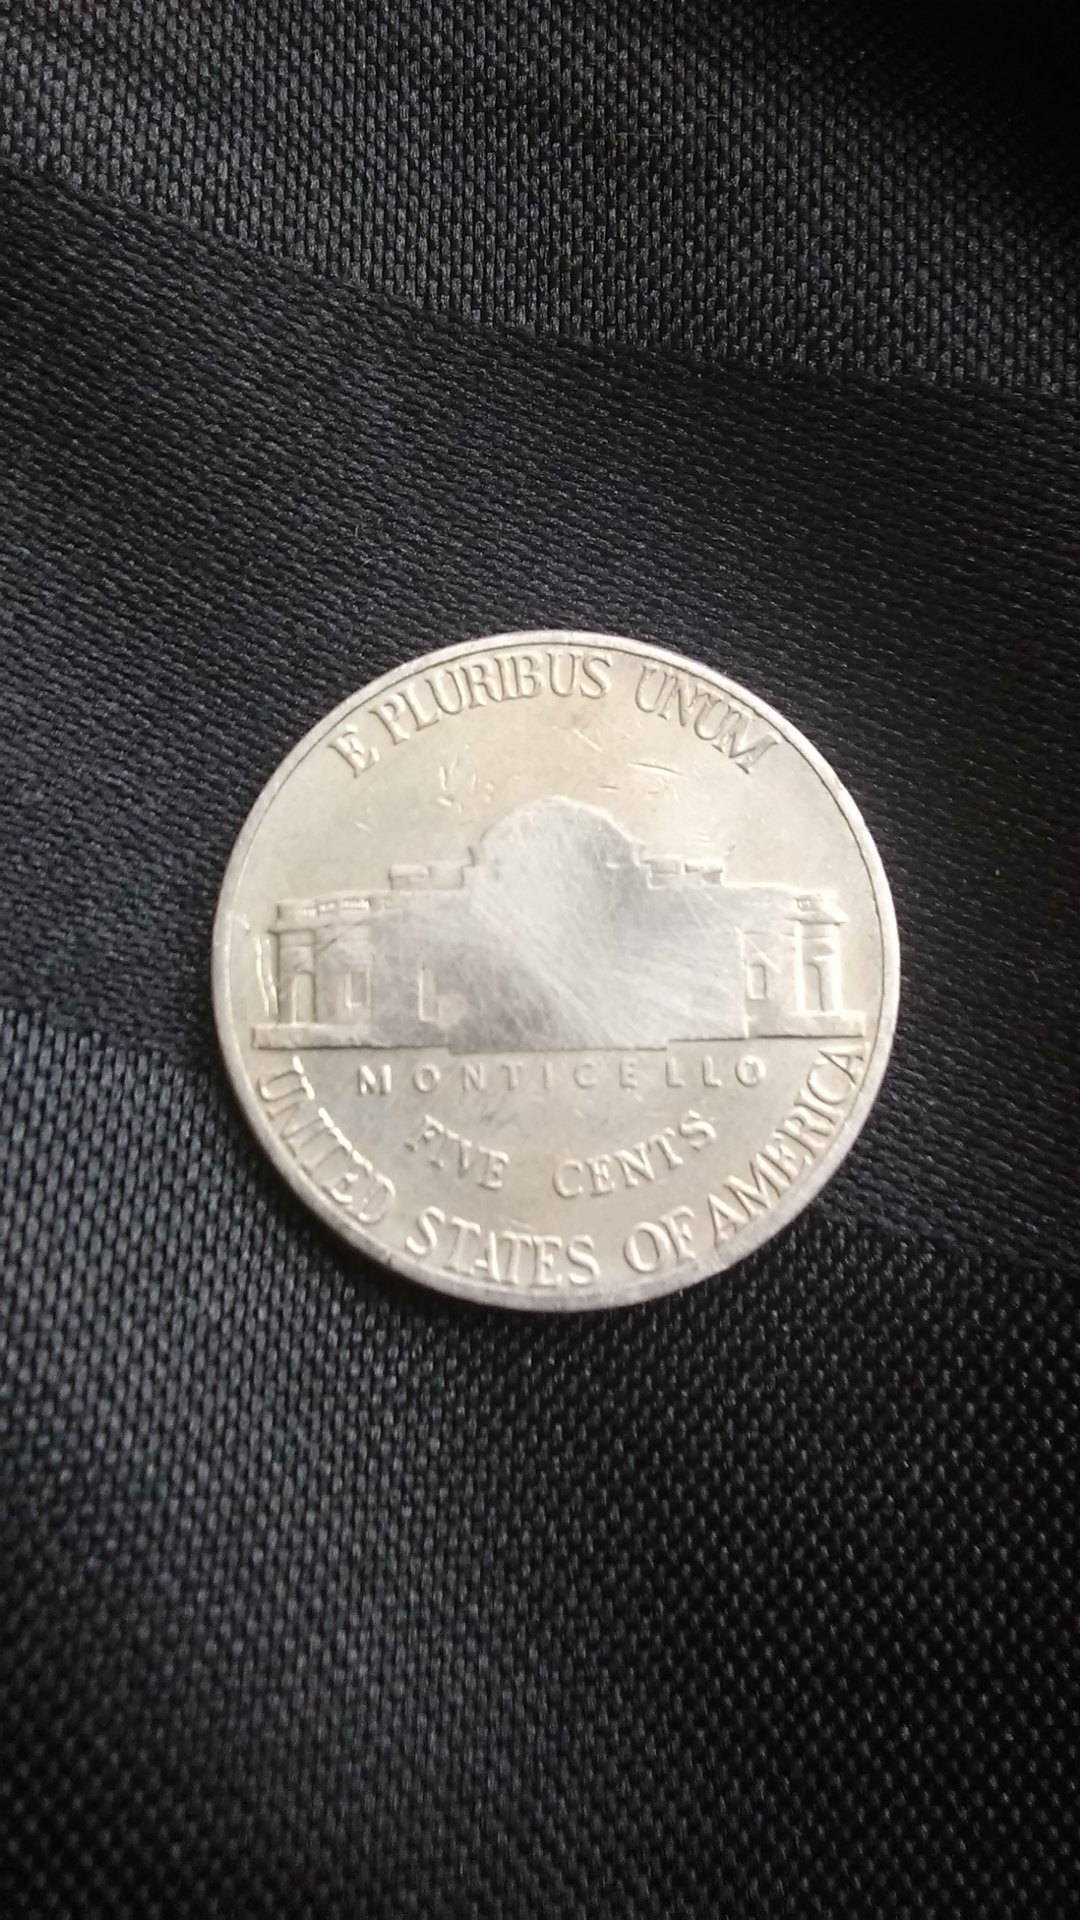 E PLURIBUS UNUM
MONTICELLO
FIVE CENTS
UNITED STATES OF AMERICA